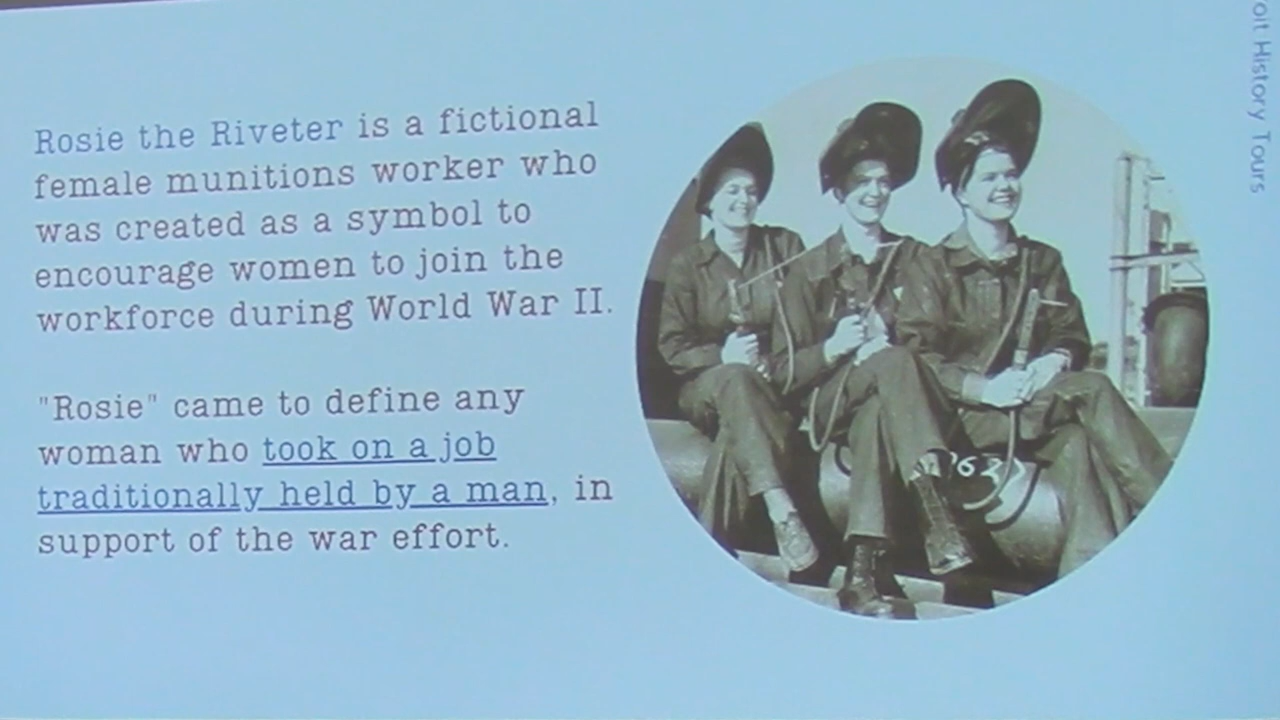 Rosie the Riveter is a fictional
female munitions worker who
was created as a symbol to
encourage women to join the
workforce during World War II.
"Rosie" came to define any
woman who took on a job
traditionally held by a man, in
support of the war effort.
History Tours